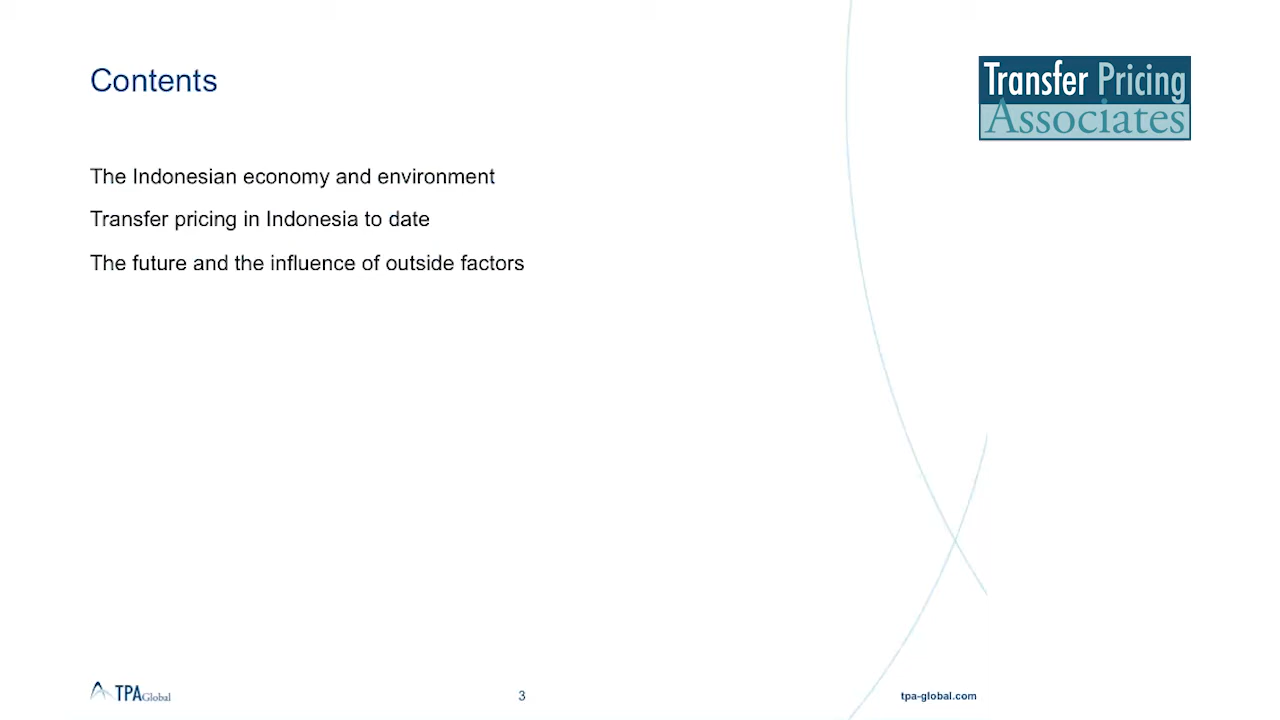 Contents
Transfer Pricing
Associates
The Indonesian economy and environment
Transfer pricing in Indonesia to date
The future and the influence of outside factors
TPA Global
3
tpa-global.com